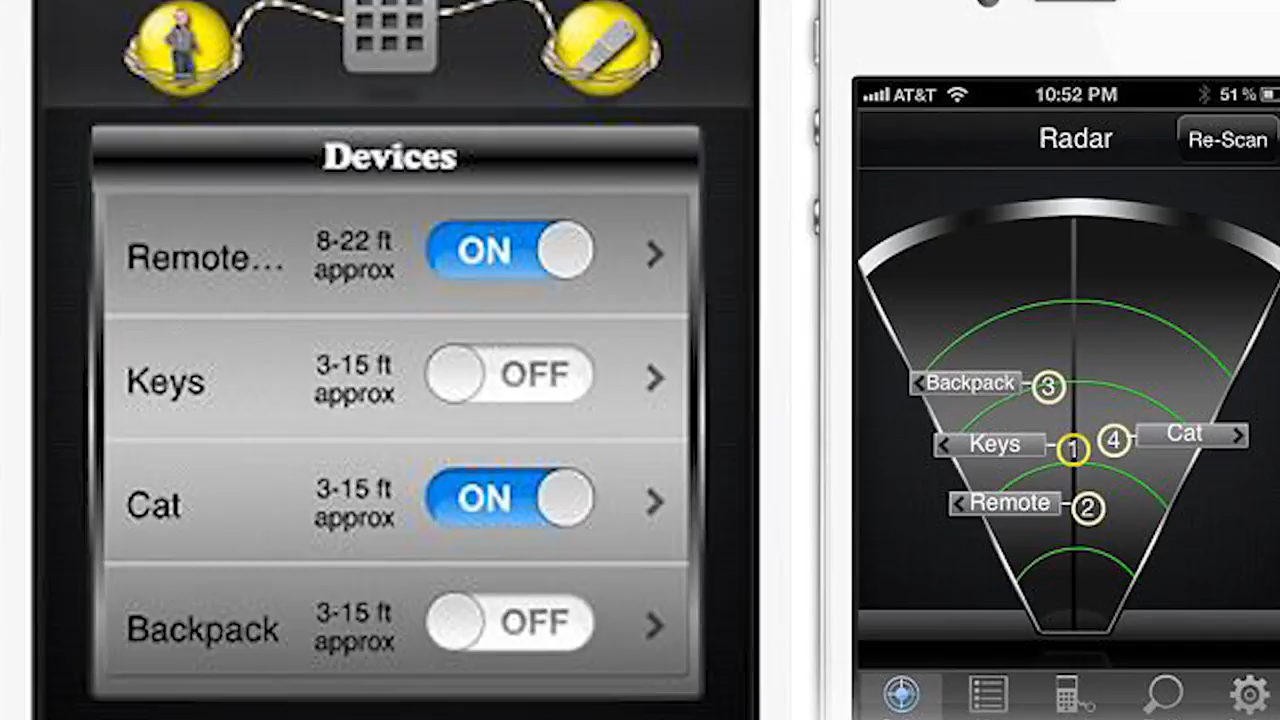 Devices
Remote...
8-22 ft
approx
ON
Keys
3-15 ft
approx
OFF
Cat
3-15 ft
approx
ON
Backpack
3-15 ft
approx
OFF
AT&T
10:52 PM
51 %
Radar
Re-Scan
Backpack
3
4
Cat
Keys
1
Remote
2